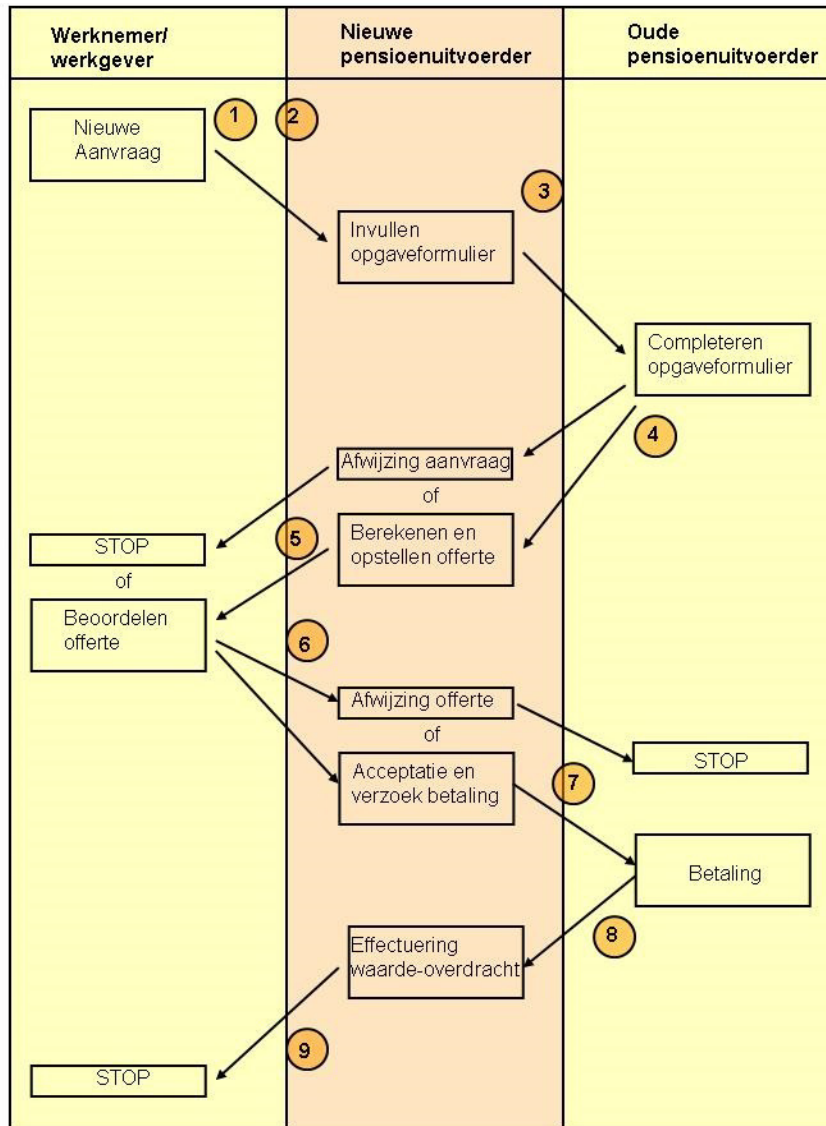 Werknemer/
werkgever
Nieuwe
pensioenuitvoerder
Oude
pensioenuitvoerder
Nieuwe
Aanvraag
1
2
3
Invullen
opgaveformulier
Completeren
opgaveformulier
4
Afwijzing aanvraag
of
Berekenen en
opstellen offerte
5
STOP
of
Beoordelen
offerte
6
Afwijzing offerte
of
Acceptatie en
verzoek betaling
STOP
7
Betaling
8
Effectuering
waarde-overdracht
9
STOP